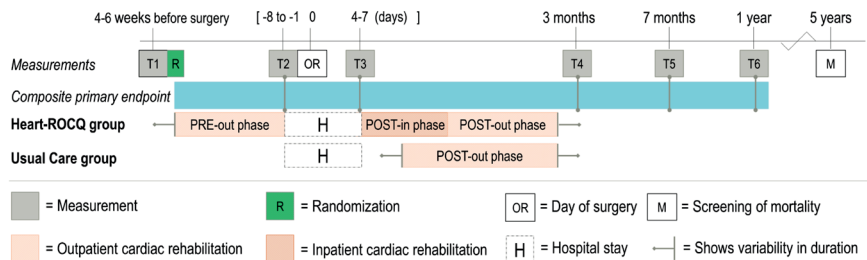 4-6 weeks before surgery [ -8 to -1 0 4-7 (days) ] 3 months 7 months 1 year 5 years
Measurements T1 R T2 OR T3 T4 T5 T6 M
Composite primary endpoint
Heart-ROCQ group PRE-out phase H POST-in phase POST-out phase
Usual Care group H POST-out phase
= Measurement R = Randomization OR = Day of surgery M = Screening of mortality
= Outpatient cardiac rehabilitation = Inpatient cardiac rehabilitation H = Hospital stay = Shows variability in duration